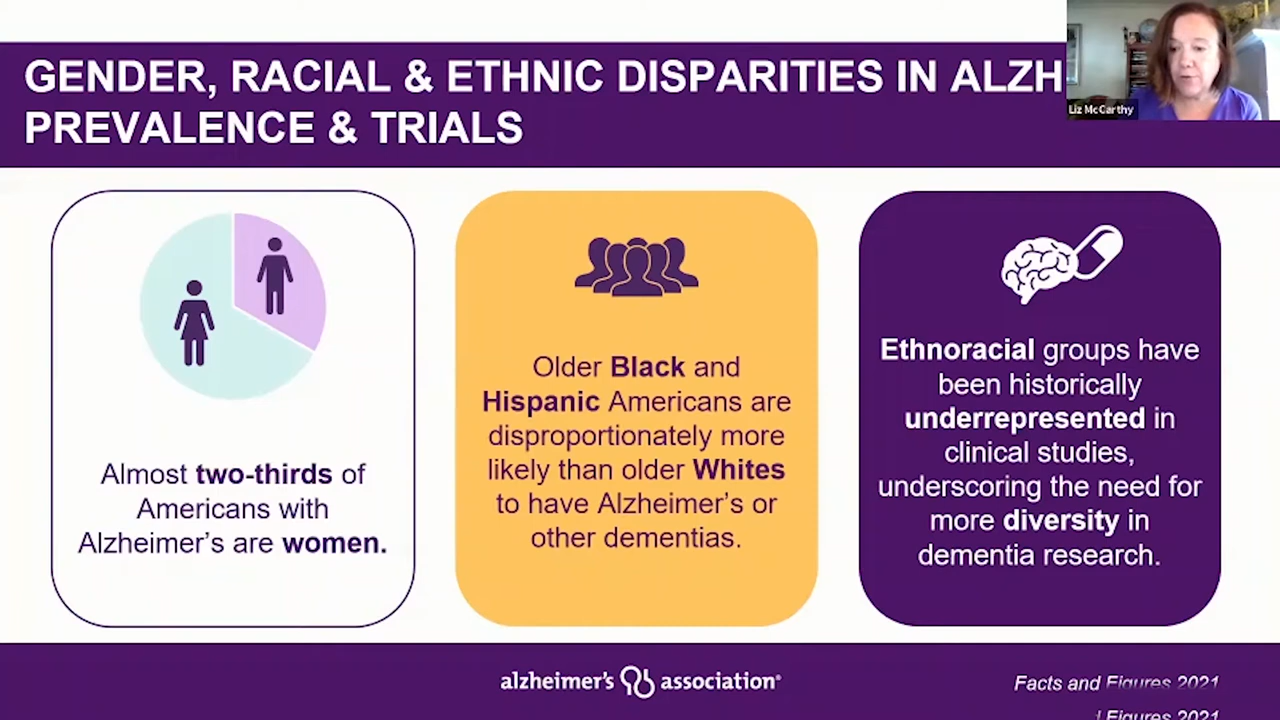 GENDER, RACIAL & ETHNIC DISPARITIES IN ALZH
PREVALENCE & TRIALS
Liz McCarthy
Almost two-thirds of
Americans with
Alzheimer's are women.
Older Black and
Hispanic Americans are
disproportionately more
likely than older Whites
to have Alzheimer's or
other dementias.
Ethnoracial groups have
been historically
underrepresented in
clinical studies,
underscoring the need for
more diversity in
dementia research.
alzheimer's association®
Facts and Figures 2021
Figures 2021